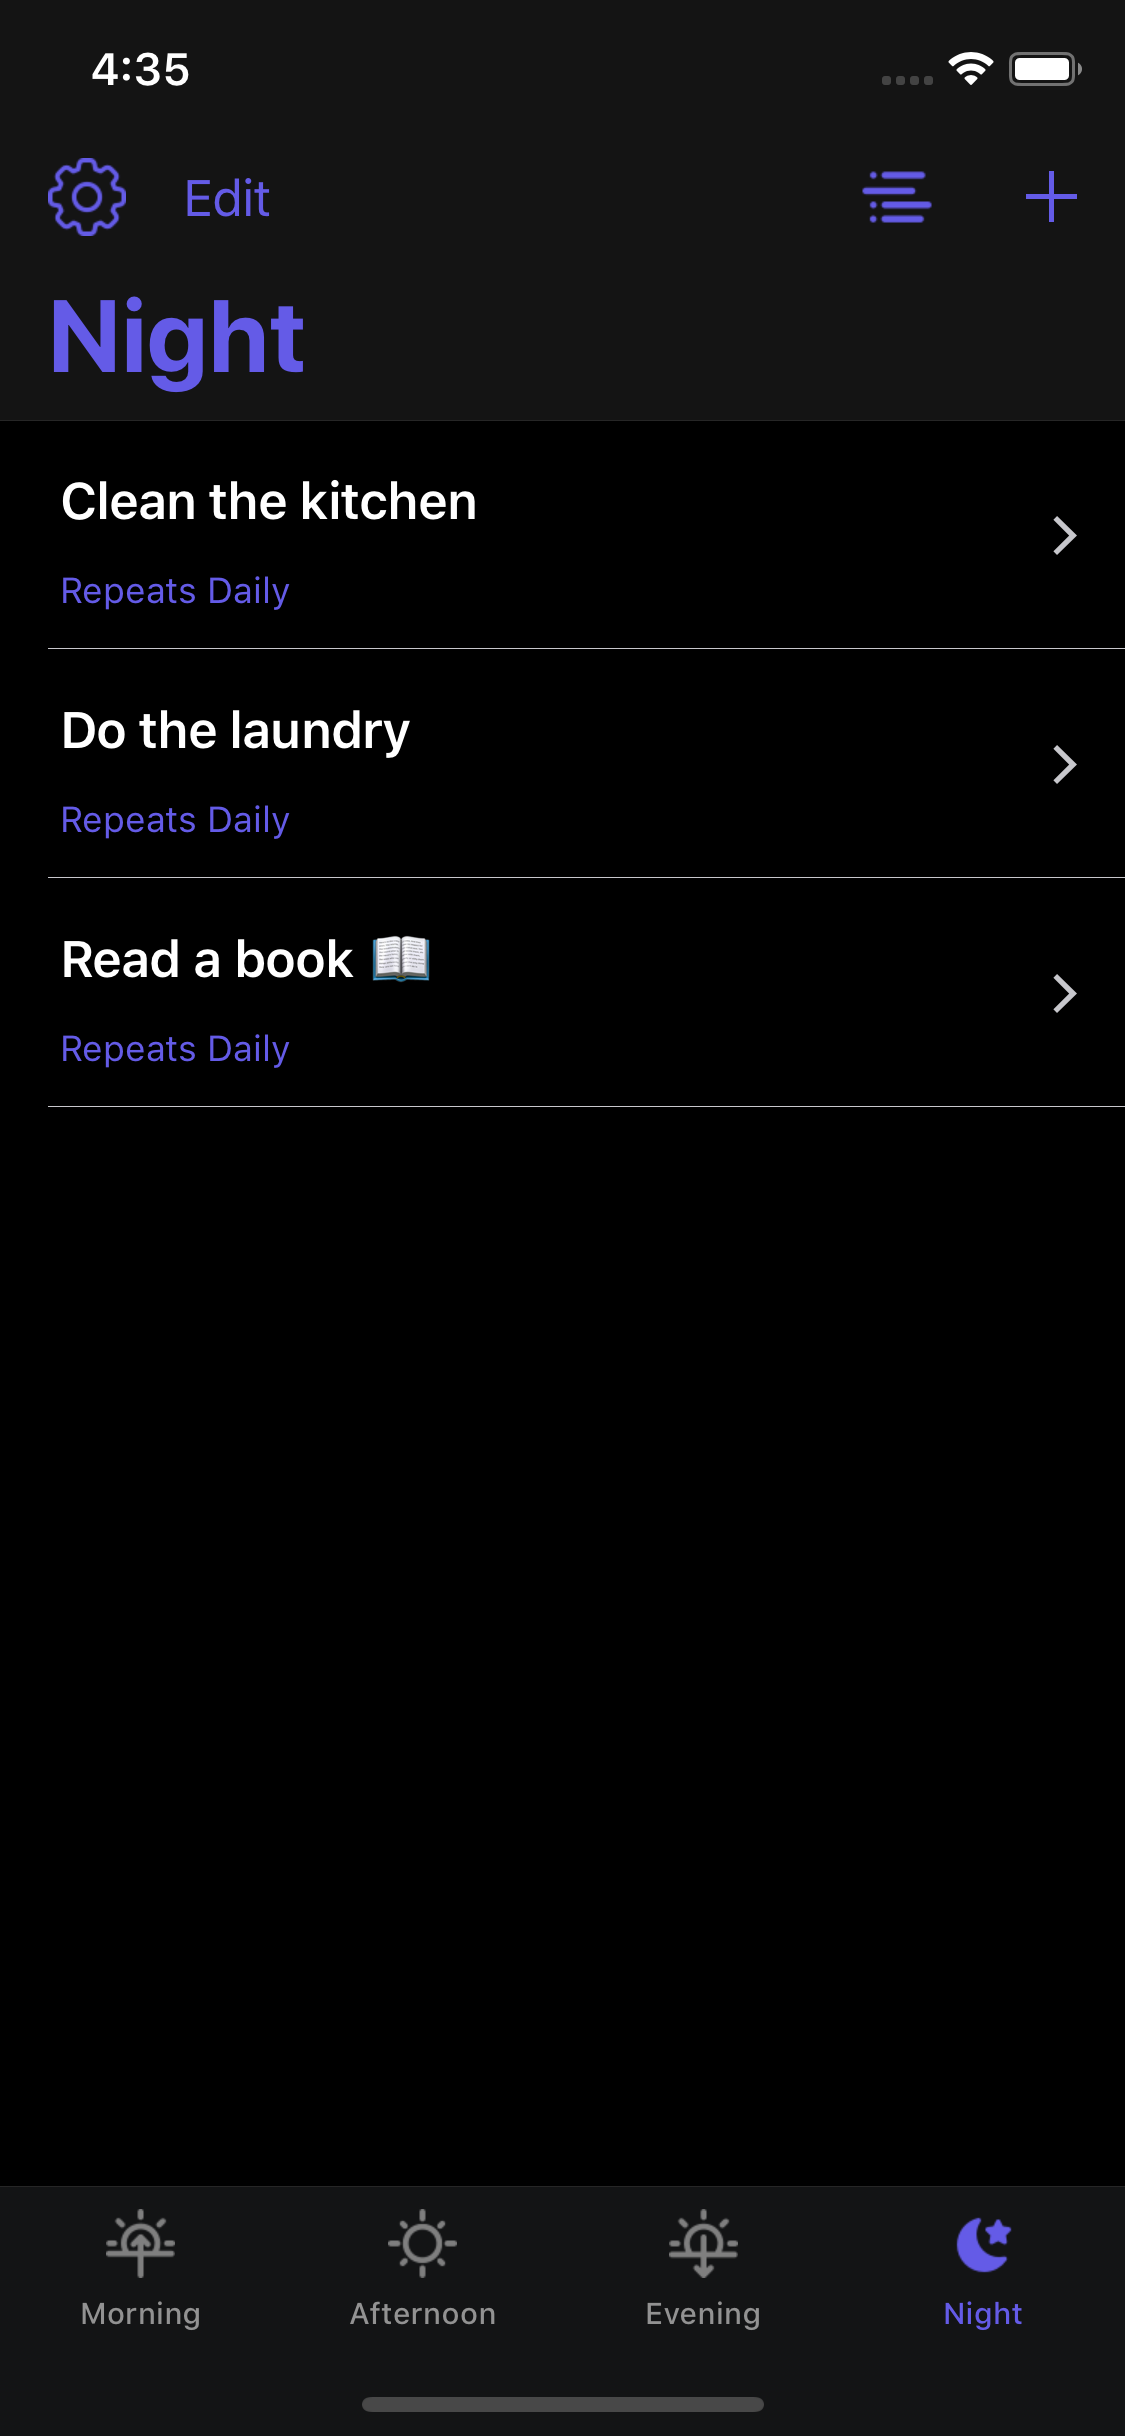 4:35
Edit
Night
Clean the kitchen
Repeats Daily
Do the laundry
Repeats Daily
Read a book 📖
Repeats Daily
Morning
Afternoon
Evening
Night